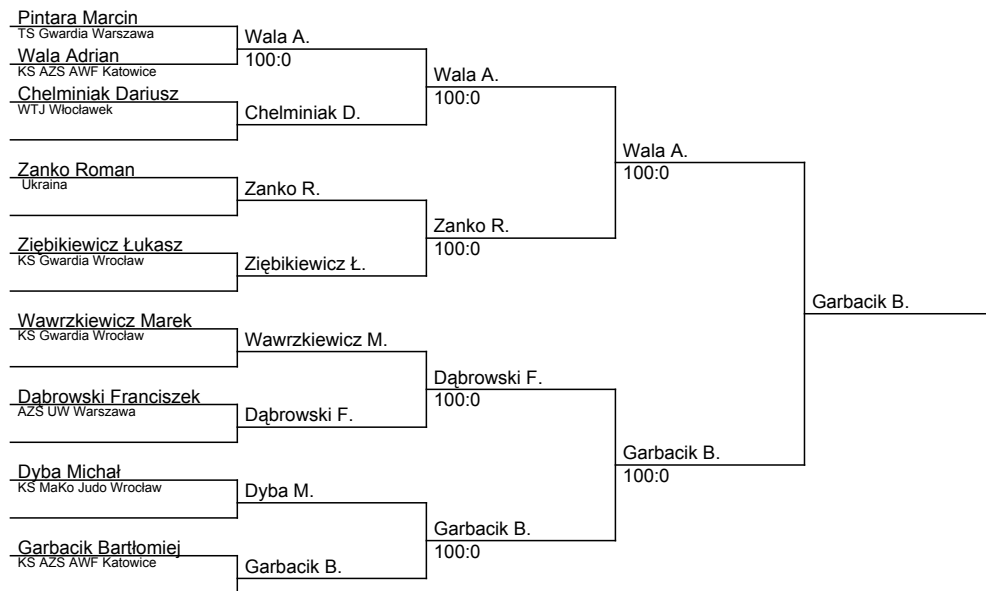 Pintara Marcin
TS Gwardia Warszawa
Wala Adrian
KS AZS AWF Katowice
Chelminiak Dariusz
WTJ Włocławek
Zanko Roman
Ukraina
Ziębikiewicz Łukasz
KS Gwardia Wrocław
Wawrzkiewicz Marek
KS Gwardia Wrocław
Dąbrowski Franciszek
AZS UW Warszawa
Dyba Michał
KS MaKo Judo Wrocław
Garbacik Bartłomiej
KS AZS AWF Katowice
Wala A.
100:0
Chelminiak D.
Zanko R.
Ziębikiewicz Ł.
Wawrzkiewicz M.
Dąbrowski F.
Dyba M.
Garbacik B.
Wala A.
100:0
Zanko R.
100:0
Dąbrowski F.
100:0
Garbacik B.
100:0
Wala A.
100:0
Garbacik B.
100:0
Garbacik B.